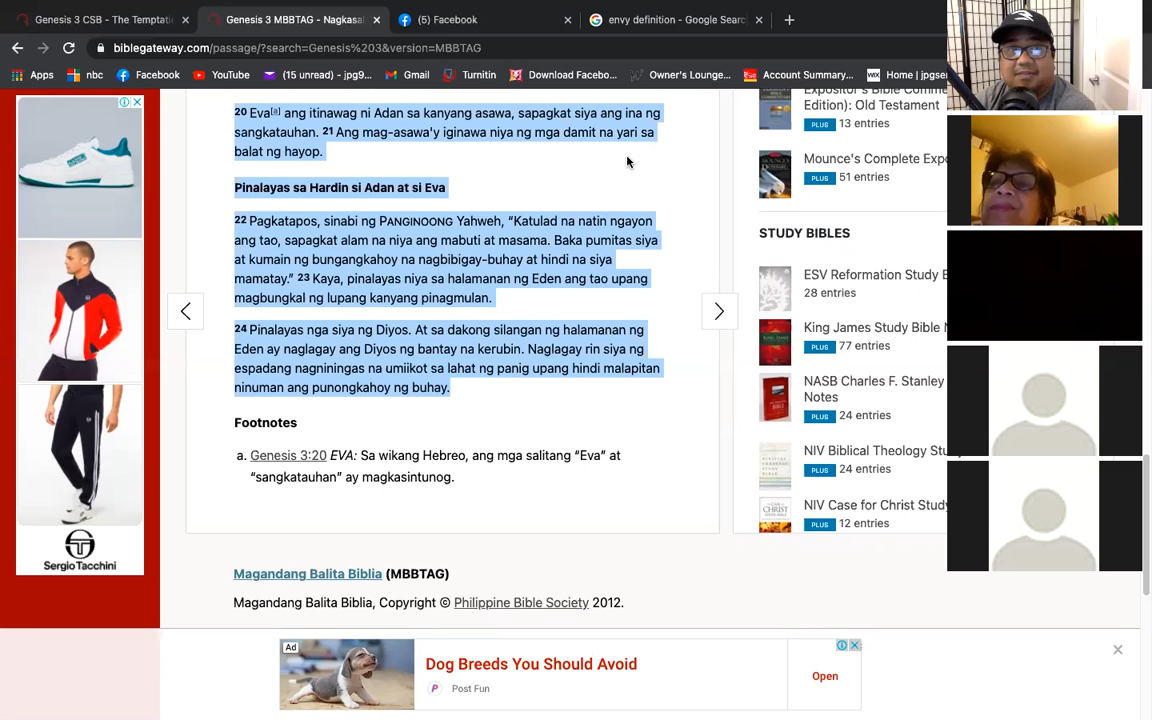 Genesis 3 CSB - The Temptati
Genesis 3 MBBTAG - Nagkasal
(5) Facebook
envy definition - Google Searc
biblegateway.com/passage/?search=Genesis%203&version=MBBTAG
Apps
nbc
Facebook
YouTube
(15 unread) - jpg9...
Gmail
Turnitin
Download Facebo...
Owner's Lounge...
Account Summary...
Home | jpgser
20 Eva[a] ang itinawag ni Adan sa kanyang asawa, sapagkat siya ang ina ng
sangkatauhan. 21 Ang mag-asawa'y iginawa niya ng mga damit na yari sa
balat ng hayop.
Pinalayas sa Hardin si Adan at si Eva
22 Pagkatapos, sinabi ng PANGINOONG Yahweh, “Katulad na natin ngayon
ang tao, sapagkat alam na niya ang mabuti at masama. Baka pumitas siya
at kumain ng bungangkahoy na nagbibigay-buhay at hindi na siya
mamatay.” 23 Kaya, pinalayas niya sa halamanan ng Eden ang tao upang
magbungkal ng lupang kanyang pinagmulan.
24 Pinalayas nga siya ng Diyos. At sa dakong silangan ng halamanan ng
Eden ay naglagay ang Diyos ng bantay na kerubin. Naglagay rin siya ng
espadang nagniningas na umiikot sa lahat ng panig upang hindi malapitan
ninuman ang punongkahoy ng buhay.
Footnotes
a. Genesis 3:20 EVA: Sa wikang Hebreo, ang mga salitang “Eva” at
“sangkatauhan” ay magkasintunog.
Magandang Balita Biblia (MBBTAG)
Magandang Balita Biblia, Copyright © Philippine Bible Society 2012.
Expositor's Bible Comme
Edition): Old Testament
PLUS 13 entries
Mounce's Complete Expo
PLUS 51 entries
STUDY BIBLES
ESV Reformation Study B
28 entries
King James Study Bible N
PLUS 77 entries
NASB Charles F. Stanley
Notes
PLUS 24 entries
NIV Biblical Theology Stu
PLUS 24 entries
NIV Case for Christ Study
PLUS 12 entries
Sergio Tacchini
Ad
Dog Breeds You Should Avoid
Post Fun
Open